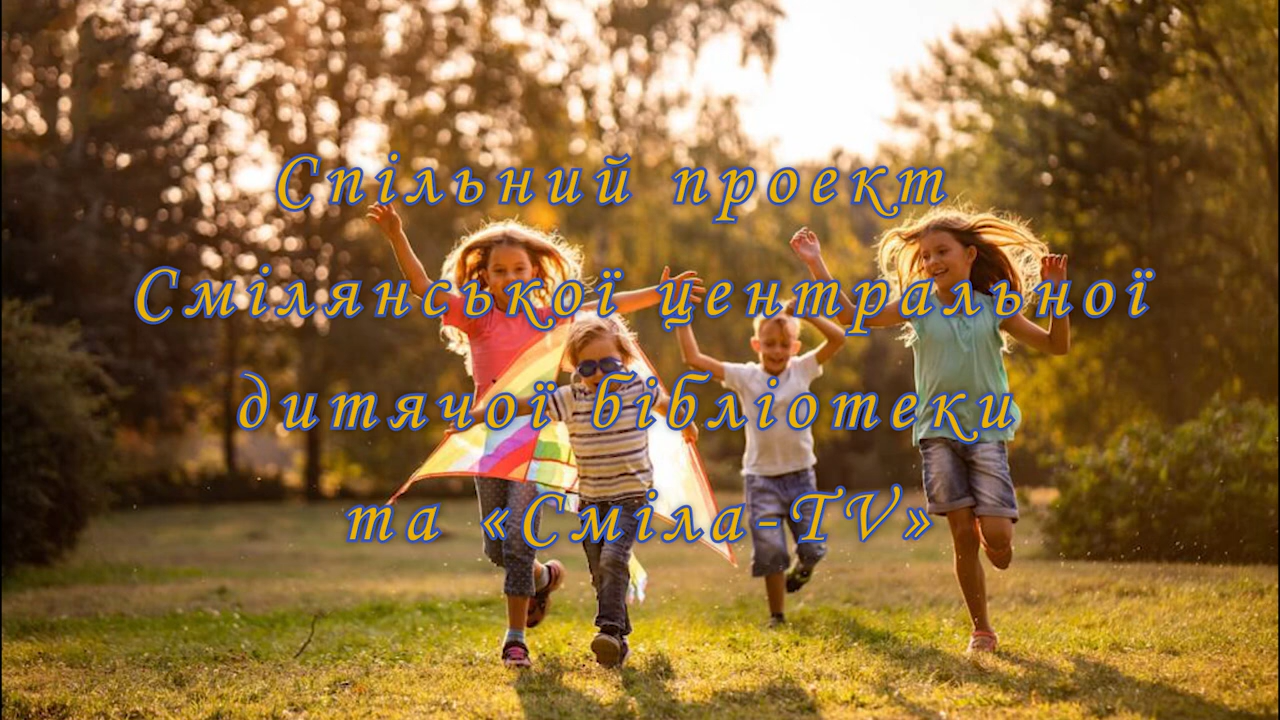 Спільний проект
Смілянської центральної
дитячої бібліотеки
та «Сміла-TV»